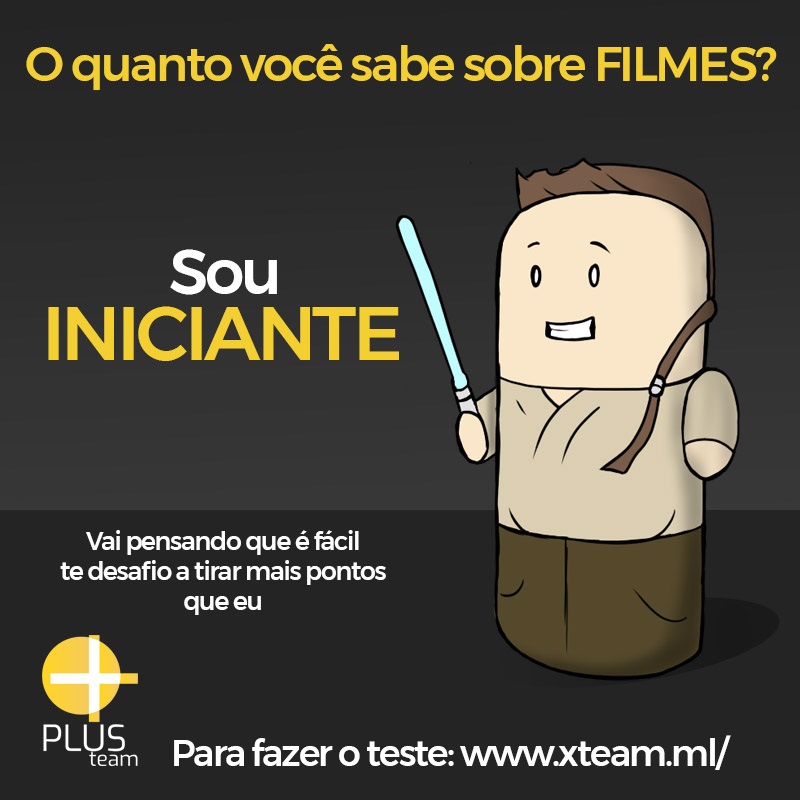 O quanto você sabe sobre FILMES?
Sou
INICIANTE
Vai pensando que é fácil
te desafio a tirar mais pontos
que eu
PLUS
team
Para fazer o teste: www.xteam.ml/